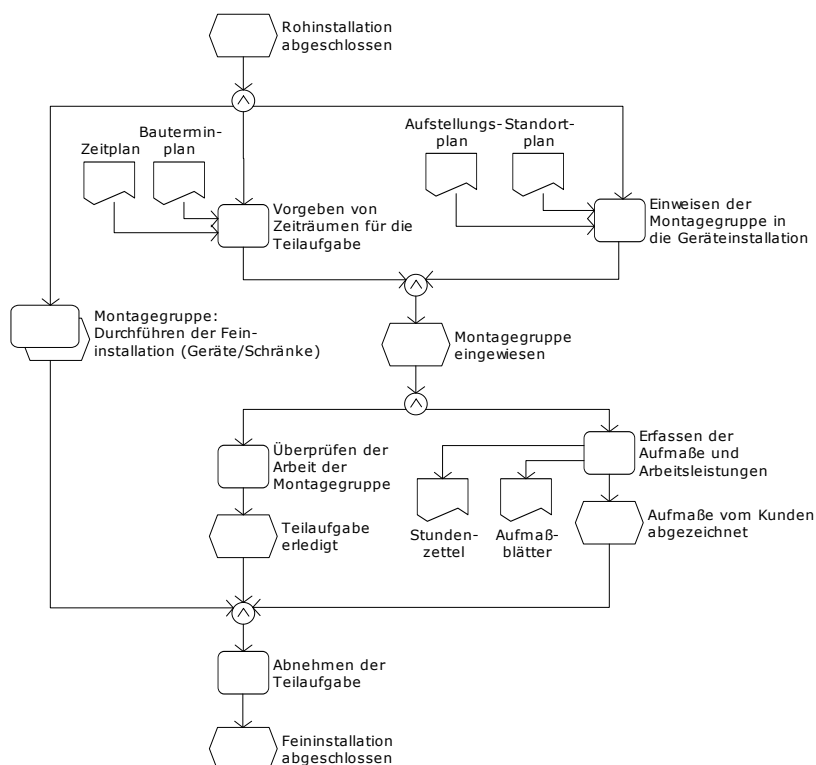 Rohinstallation
abgeschlossen
Zeitplan
Bautermin-
plan
Aufstellungs-
plan
Standort-
plan
Vorgeben von
Zeiträumen für die
Teilaufgabe
Einweisen der
Montagegruppe in
die Geräteinstallation
Montagegruppe:
Durchführen der Fein-
installation (Geräte/Schränke)
Montagegruppe
eingewiesen
Überprüfen der
Arbeit der
Montagegruppe
Erfassen der
Aufmaße und
Arbeitsleistungen
Teilaufgabe
erledigt
Stunden-
zettel
Aufmaß-
blätter
Aufmaße vom Kunden
abgezeichnet
Abnehmen der
Teilaufgabe
Feininstallation
abgeschlossen